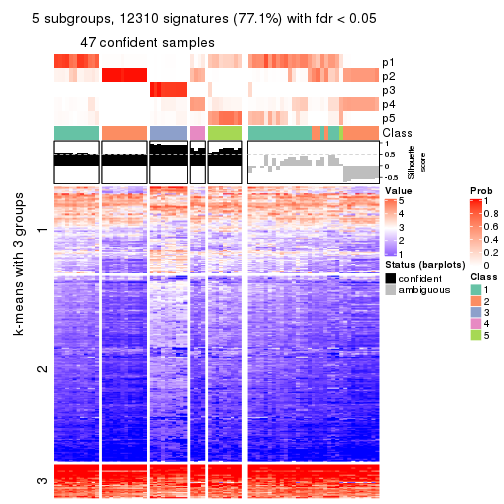 5 subgroups, 12310 signatures (77.1%) with fdr < 0.05
47 confident samples
p1
p2
p3
p4
p5
Class
1
0.5
0
-0.5
Silhouette
score
k-means with 3 groups
1
2
3
Value
5
4
3
2
1
Status (barplots)
confident
ambiguous
Prob
1
0.8
0.6
0.4
0.2
0
Class
1
2
3
4
5